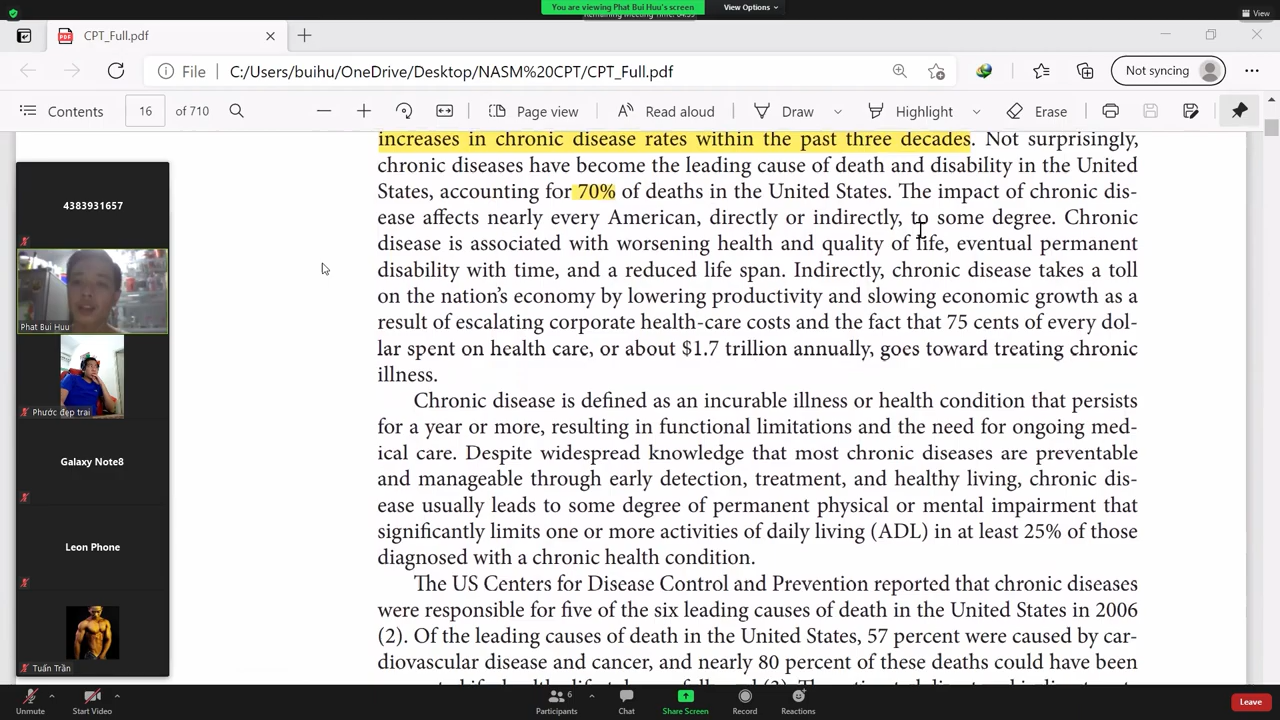 You are viewing Phat Bui Huu's screen
View Options
View
CPT_Full.pdf
File
C:/Users/buihu/OneDrive/Desktop/NASM%20CPT/CPT_Full.pdf
Not syncing
Contents
16
of 710
Page view
Read aloud
Draw
Highlight
Erase
increases in chronic disease rates within the past three decades. Not surprisingly,
chronic diseases have become the leading cause of death and disability in the United
States, accounting for 70% of deaths in the United States. The impact of chronic dis-
ease affects nearly every American, directly or indirectly, to some degree. Chronic
disease is associated with worsening health and quality of life, eventual permanent
disability with time, and a reduced life span. Indirectly, chronic disease takes a toll
on the nation's economy by lowering productivity and slowing economic growth as a
result of escalating corporate health-care costs and the fact that 75 cents of every dol-
lar spent on health care, or about $1.7 trillion annually, goes toward treating chronic
illness.
Chronic disease is defined as an incurable illness or health condition that persists
for a year or more, resulting in functional limitations and the need for ongoing med-
ical care. Despite widespread knowledge that most chronic diseases are preventable
and manageable through early detection, treatment, and healthy living, chronic dis-
ease usually leads to some degree of permanent physical or mental impairment that
significantly limits one or more activities of daily living (ADL) in at least 25% of those
diagnosed with a chronic health condition.
The US Centers for Disease Control and Prevention reported that chronic diseases
were responsible for five of the six leading causes of death in the United States in 2006
(2). Of the leading causes of death in the United States, 57 percent were caused by car-
diovascular disease and cancer, and nearly 80 percent of these deaths could have been
4383931657
Phat Bui Huu
Phước đẹp trai
Galaxy Note8
Leon Phone
Tuấn Trần
Unmute
Start Video
Participants
6
Chat
Share Screen
Record
Reactions
Leave